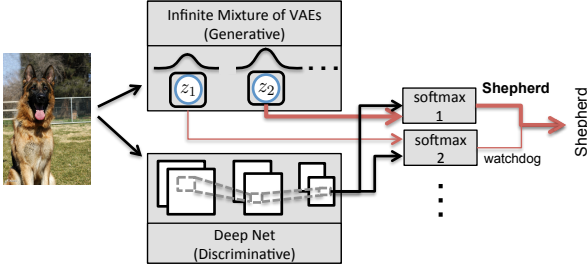 Infinite Mixture of VAEs
(Generative)
z1
z2
softmax
1
Shepherd
softmax
2
watchdog
Shepherd
Deep Net
(Discriminative)